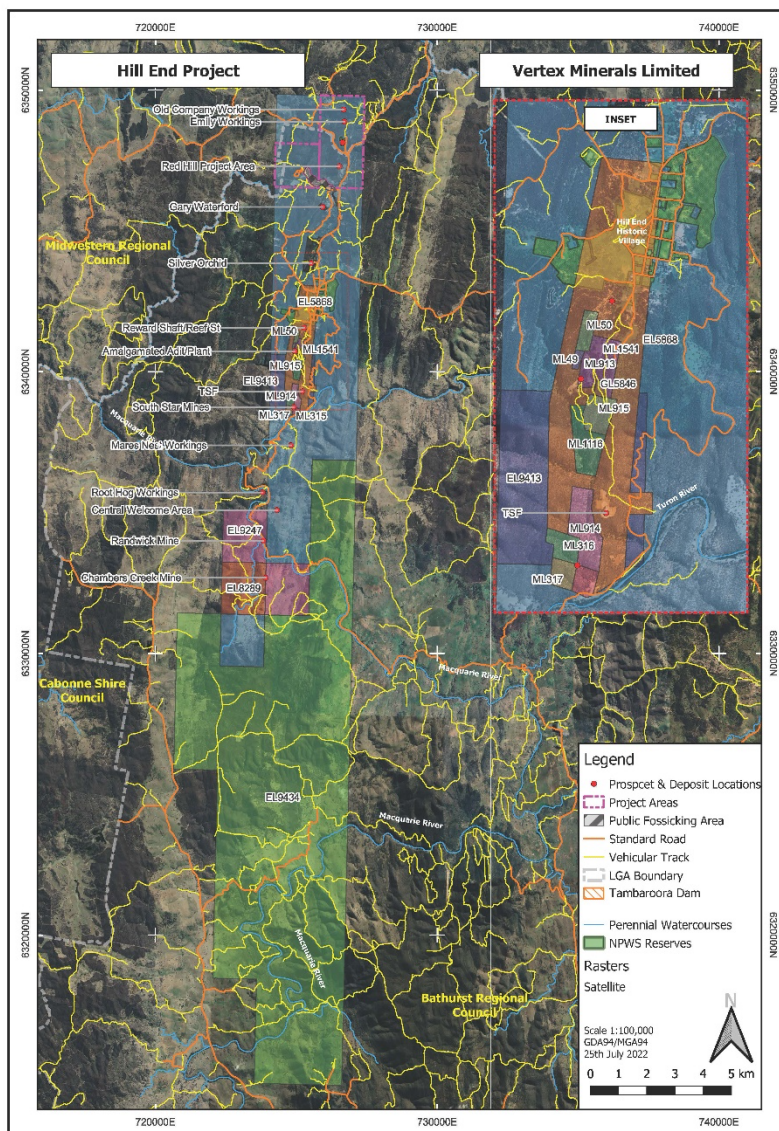 720000E
730000E
740000E
Hill End Project
Vertex Minerals Limited
6350000N
6350000N
INSET
Old Company Workings
Emily Workings
Red Hill Project Area
Gary Waterford
Midwestern Regional
Council
Silver Orchid
EL5868
Reward Shaft/Reef St
ML50
Amalgamated Adit/Plant
ML1541
ML915
6340000N
EL9413
TSF
ML914
South Star Mines
ML317
ML315
Macquarie River
Mares Nest Workings
Root Hog Workings
Central Welcome Area
EL9247
Randwick Mine
Chambers Creek Mine
EL8289
Hill End
Historic
Village
ML50
EL5868
ML1541
ML49
ML913
GL5846
6340000N
ML915
ML1118
EL9413
Turon River
TSF
ML914
ML316
ML317
6330000N
6330000N
Macquarie River
Cabonne Shire
Council
EL9434
Macquarie River
6320000N
6320000N
Macquarie River
Bathurst Regional
Council
Legend
Prospcet & Deposit Locations
Project Areas
Public Fossicking Area
Standard Road
Vehicular Track
LGA Boundary
Tambaroora Dam
Perennial Watercourses
NPWS Reserves
Rasters
Satellite
N
Scale 1:100,000
GDA94/MGA94
25th July 2022
0 1 2 3 4 5 km
720000E
730000E
740000E